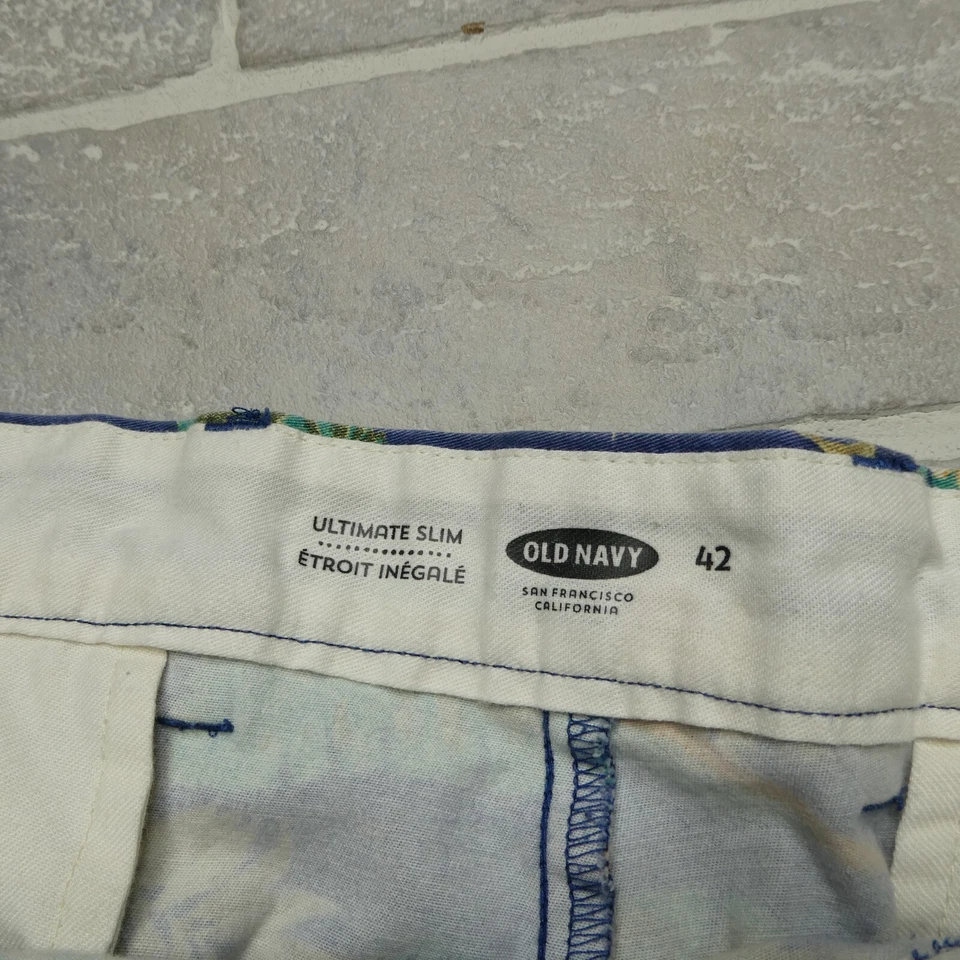 ULTIMATE SLIM
ÉTROIT INÉGALÉ
OLD NAVY
SAN FRANCISCO
CALIFORNIA
42